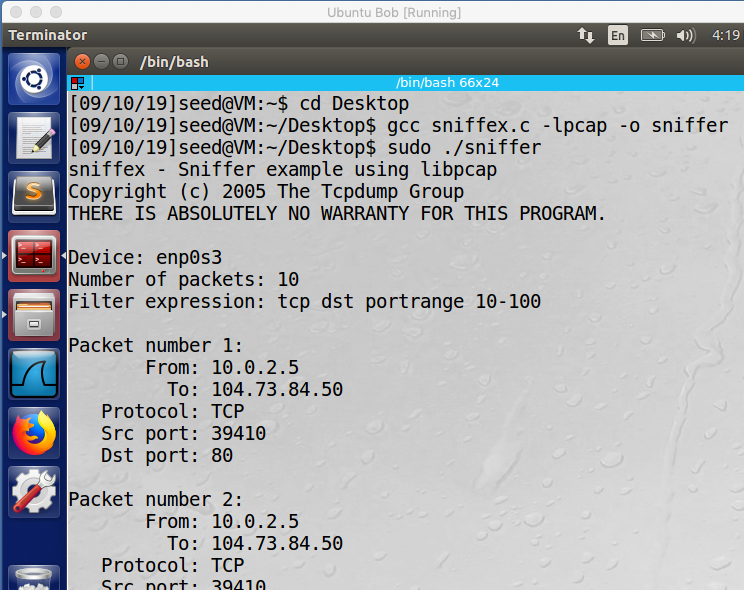 Ubuntu Bob [Running]
Terminator
En
4:19
/bin/bash
/bin/bash 66x24
[09/10/19]seed@VM:~$ cd Desktop
[09/10/19]seed@VM:~/Desktop$ gcc sniffex.c -lpcap -o sniffer
[09/10/19]seed@VM:~/Desktop$ sudo ./sniffer
sniffex - Sniffer example using libpcap
Copyright (c) 2005 The Tcpdump Group
THERE IS ABSOLUTELY NO WARRANTY FOR THIS PROGRAM.
Device: enp0s3
Number of packets: 10
Filter expression: tcp dst portrange 10-100
Packet number 1:
From: 10.0.2.5
To: 104.73.84.50
Protocol: TCP
Src port: 39410
Dst port: 80
Packet number 2:
From: 10.0.2.5
To: 104.73.84.50
Protocol: TCP
Src port: 39410